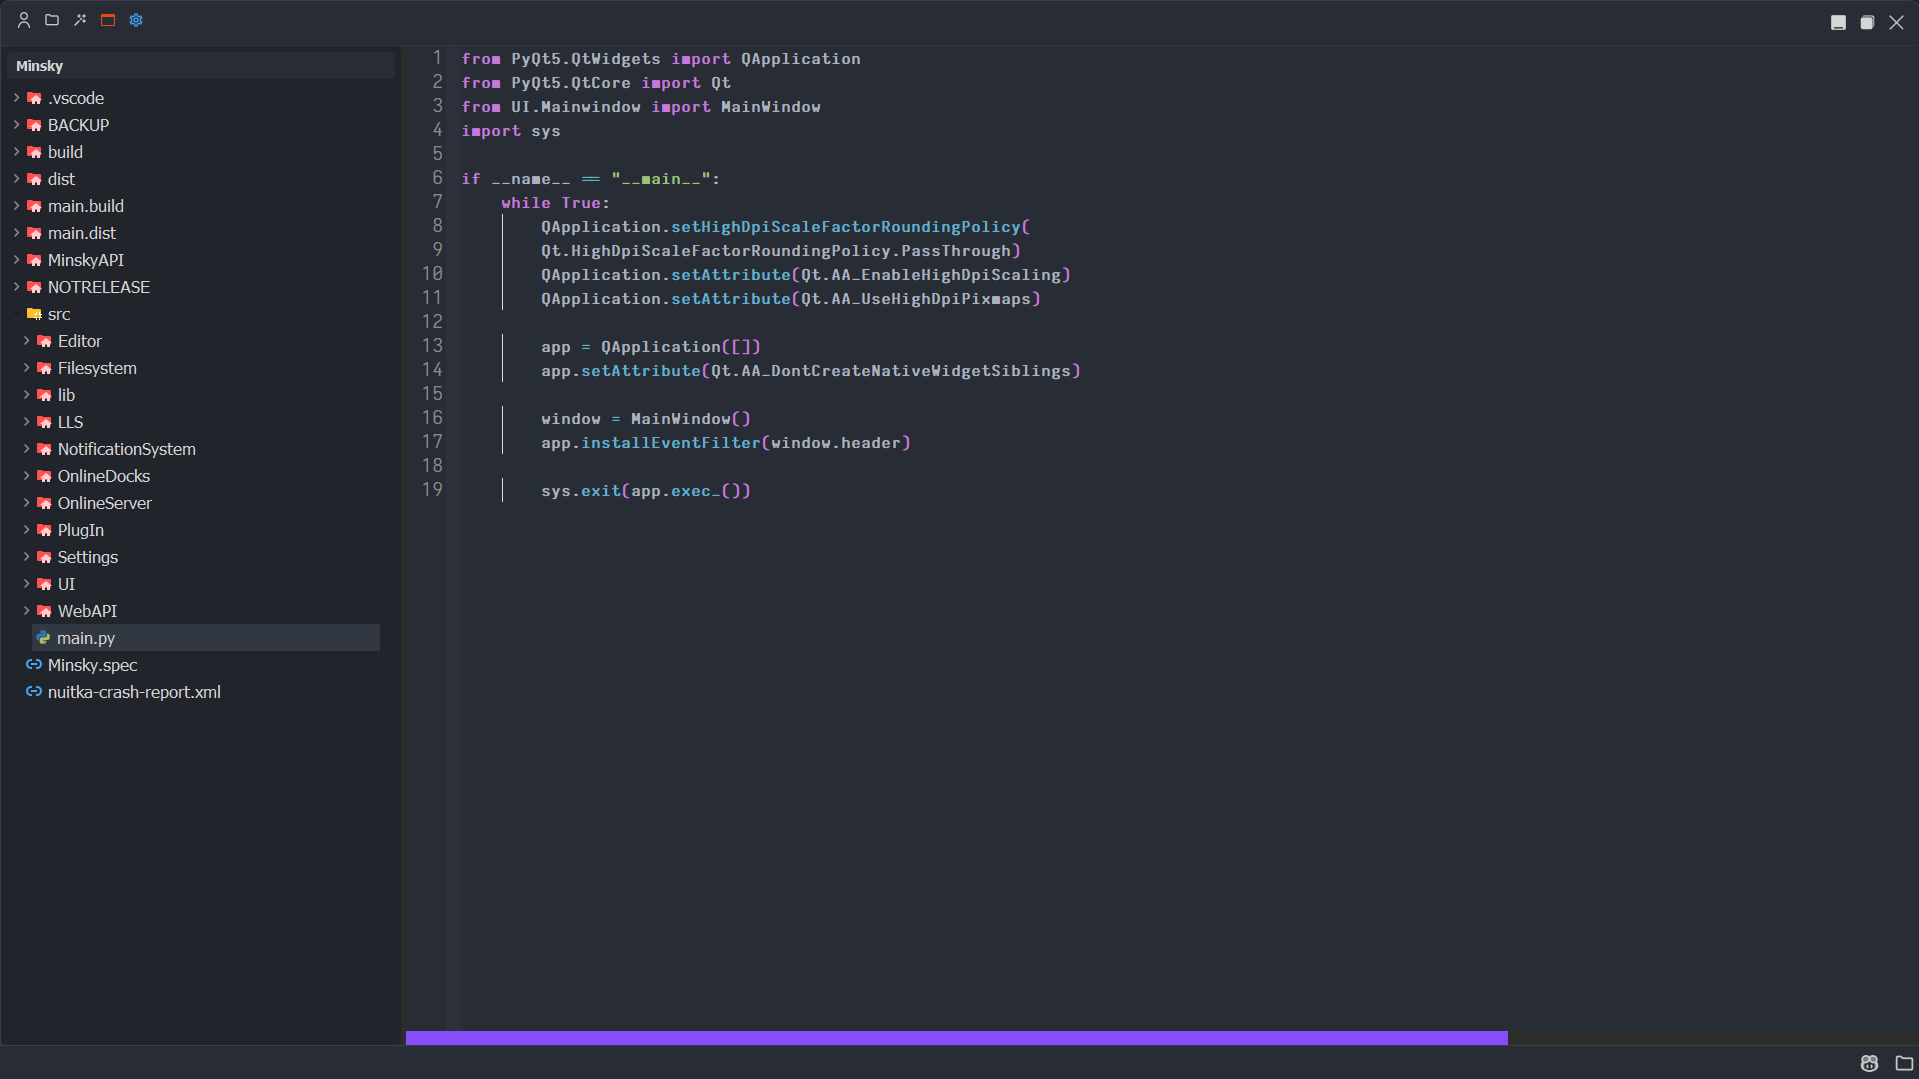 Minsky
.vscode
BACKUP
build
dist
main.build
main.dist
MinskyAPI
NOTRELEASE
src
Editor
Filesystem
lib
LLS
NotificationSystem
OnlineDocks
OnlineServer
PlugIn
Settings
UI
WebAPI
main.py
Minsky.spec
nuitka-crash-report.xml
1 from PyQt5.QtWidgets import QApplication
2 from PyQt5.QtCore import Qt
3 from UI.Mainwindow import MainWindow
4 import sys
5
6 if __name__ == "__main__":
7     while True:
8         QApplication.setHighDpiScaleFactorRoundingPolicy(
9         Qt.HighDpiScaleFactorRoundingPolicy.PassThrough)
10         QApplication.setAttribute(Qt.AA_EnableHighDpiScaling)
11         QApplication.setAttribute(Qt.AA_UseHighDpiPixmaps)
12
13         app = QApplication([])
14         app.setAttribute(Qt.AA_DontCreateNativeWidgetSiblings)
15
16         window = MainWindow()
17         app.installEventFilter(window.header)
18
19         sys.exit(app.exec_())